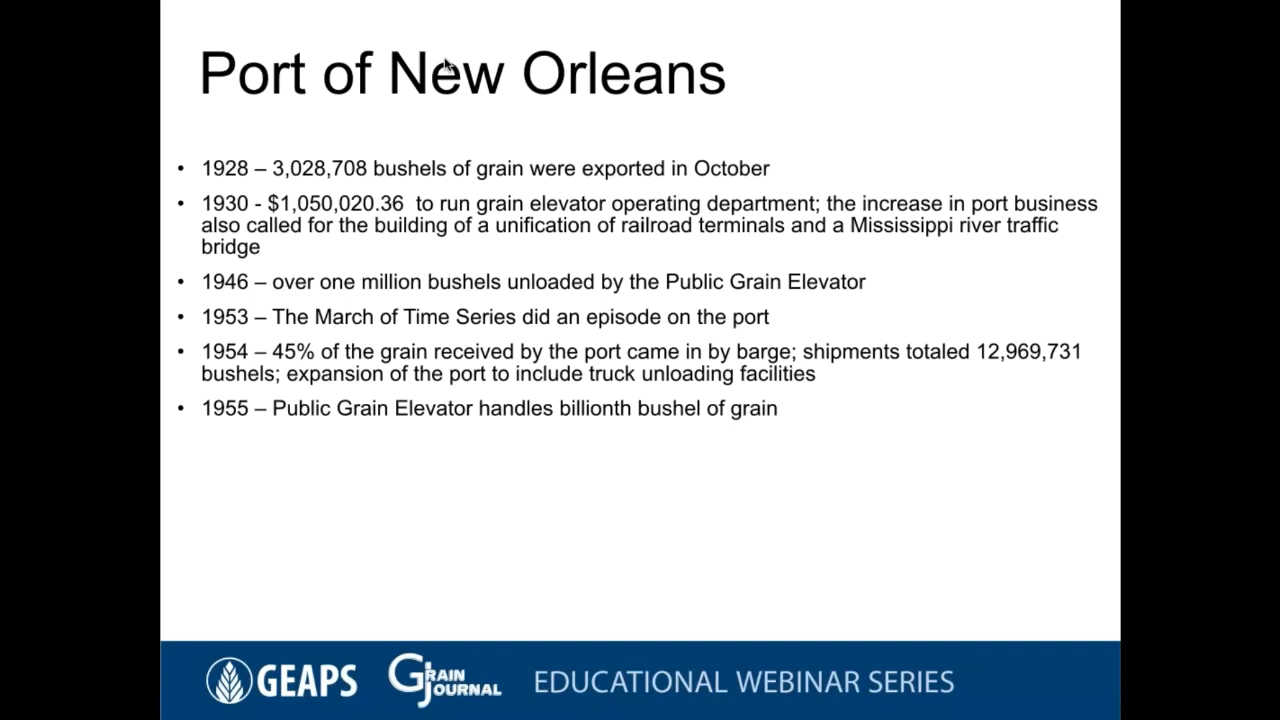 Port of New Orleans
• 1928 – 3,028,708 bushels of grain were exported in October
• 1930 - $1,050,020.36  to run grain elevator operating department; the increase in port business
also called for the building of a unification of railroad terminals and a Mississippi river traffic
bridge
• 1946 – over one million bushels unloaded by the Public Grain Elevator
• 1953 – The March of Time Series did an episode on the port
• 1954 – 45% of the grain received by the port came in by barge; shipments totaled 12,969,731
bushels; expansion of the port to include truck unloading facilities
• 1955 – Public Grain Elevator handles billionth bushel of grain
GEAPS GRAIN JOURNAL EDUCATIONAL WEBINAR SERIES